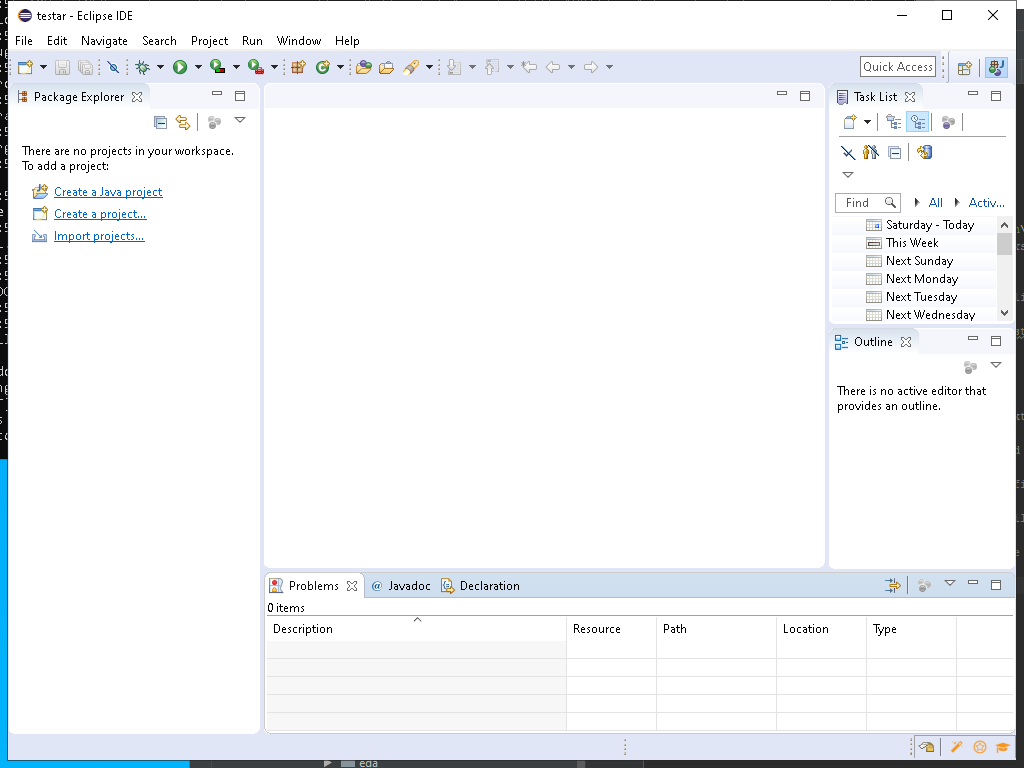 testar - Eclipse IDE
File Edit Navigate Search Project Run Window Help
Quick Access
Package Explorer
There are no projects in your workspace.
To add a project:
Create a Java project
Create a project...
Import projects...
Task List
Find All Activ...
Saturday - Today
This Week
Next Sunday
Next Monday
Next Tuesday
Next Wednesday
Outline
There is no active editor that
provides an outline.
Problems @ Javadoc Declaration
0 items
Description Resource Path Location Type
eda